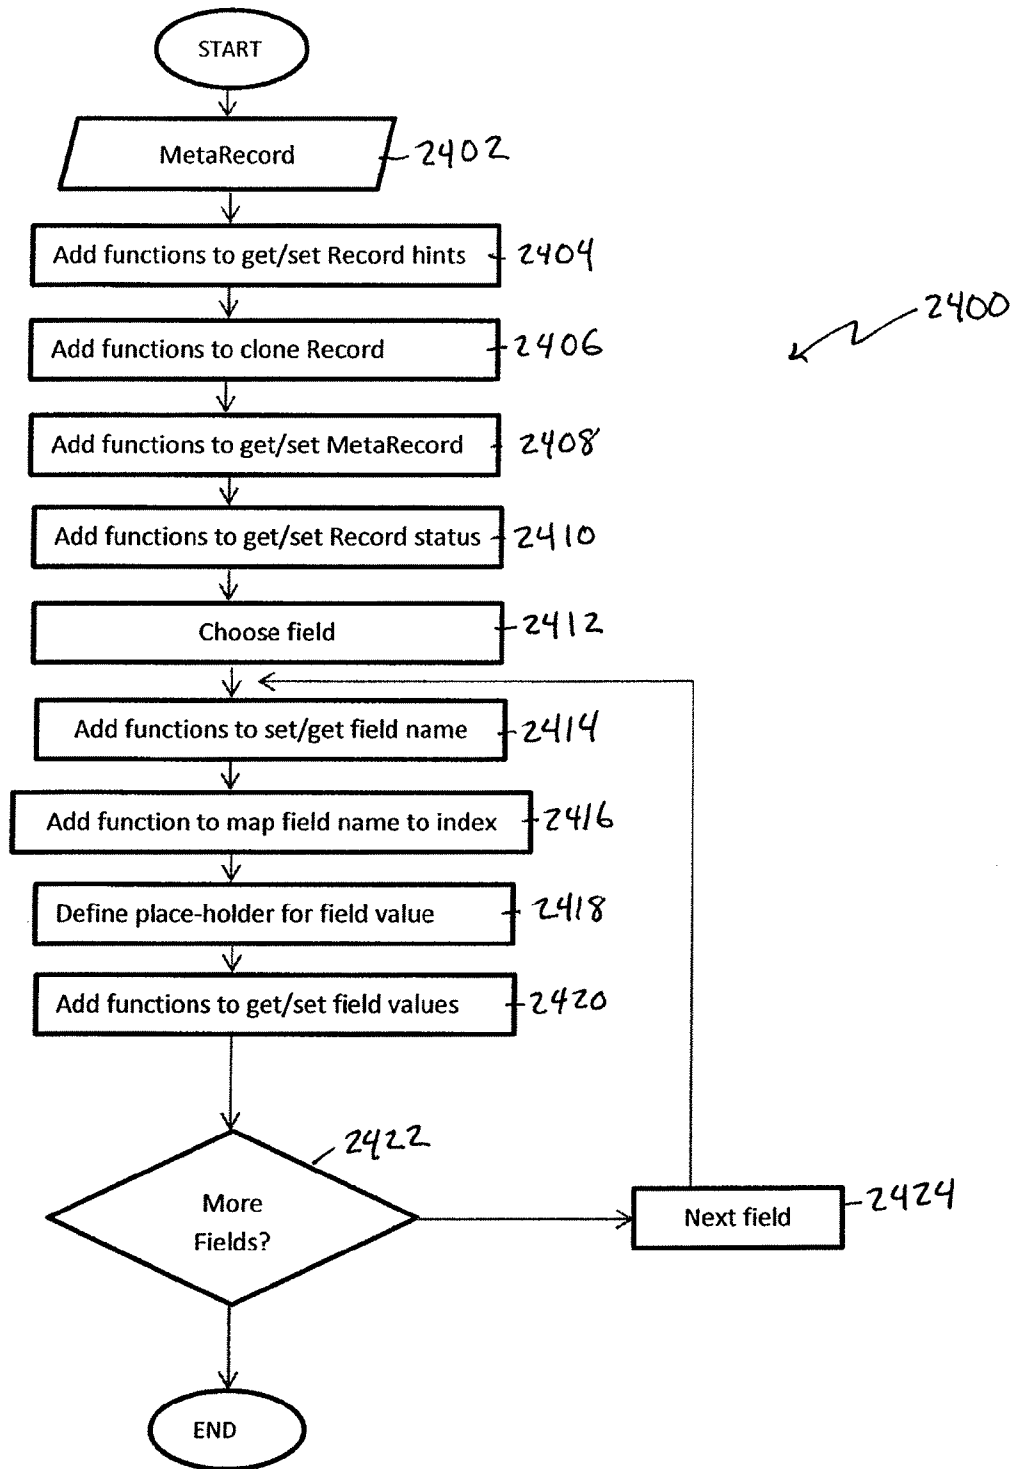 START
MetaRecord
2402
Add functions to get/set Record hints
2404
2400
Add functions to clone Record
2406
Add functions to get/set MetaRecord
2408
Add functions to get/set Record status
2410
Choose field
2412
Add functions to set/get field name
2414
Add function to map field name to index
2416
Define place-holder for field value
2418
Add functions to get/set field values
2420
2422
More
Fields?
Next field
2424
END